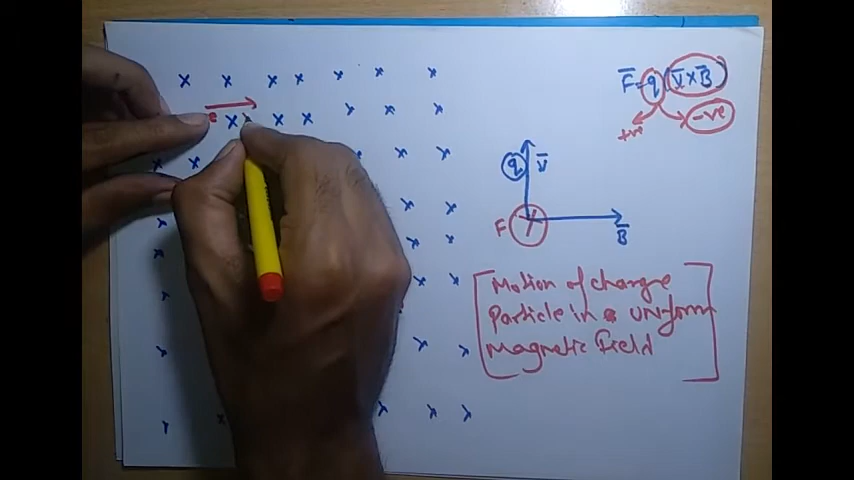 F̅ = q (V̅ × B̅)
+ve
-ve
q V̅
F
B̅
Motion of charge
Particle in a uniform
Magnetic Field